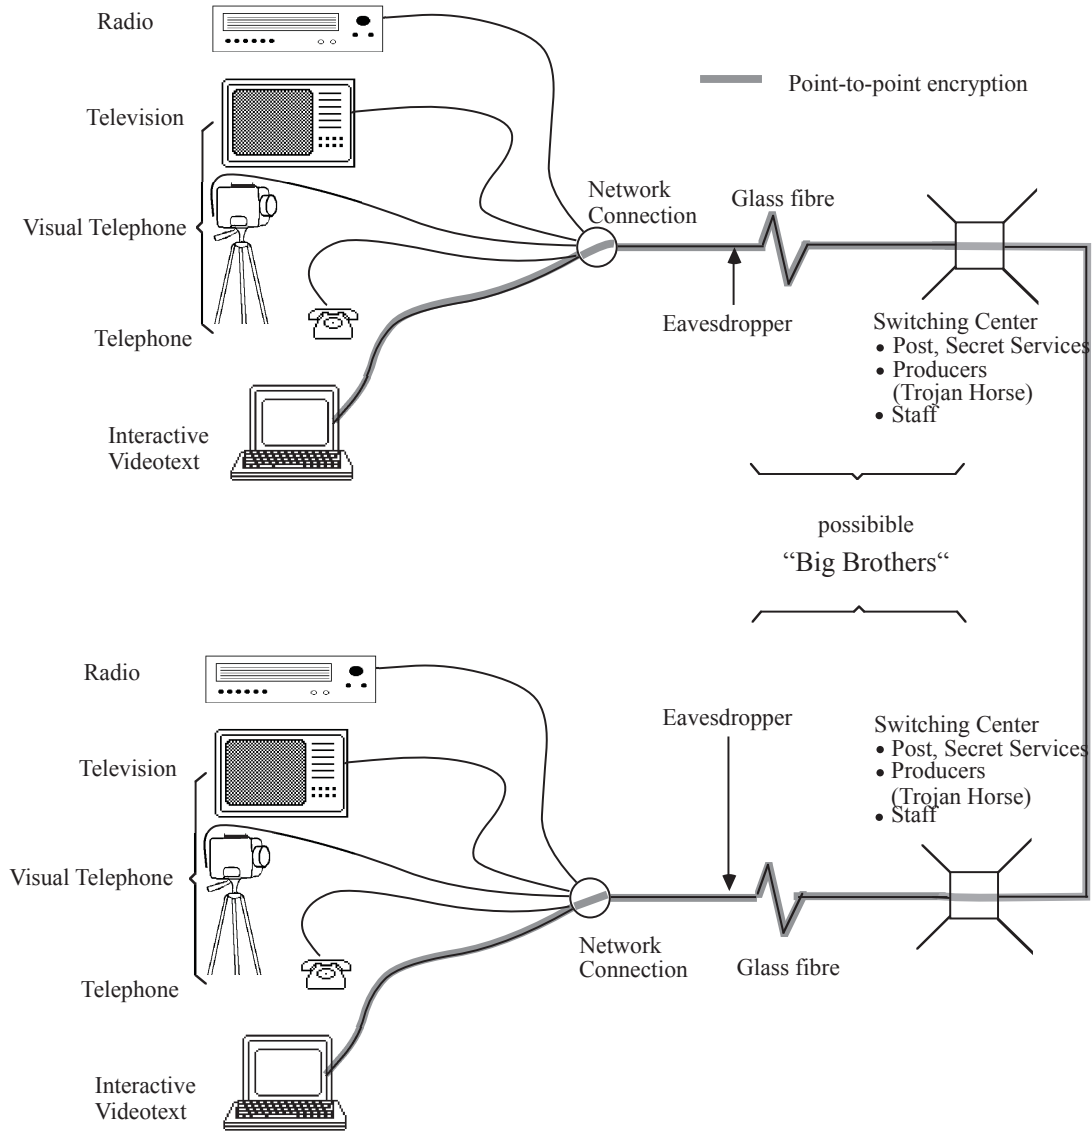 Radio
Point-to-point encryption
Television
Network
Connection
Glass fibre
Visual Telephone
Eavesdropper
Switching Center
• Post, Secret Services
• Producers
(Trojan Horse)
• Staff
Telephone
Interactive
Videotext
possibible
“Big Brothers“
Radio
Eavesdropper
Switching Center
• Post, Secret Services
• Producers
(Trojan Horse)
• Staff
Television
Visual Telephone
Network
Connection
Glass fibre
Telephone
Interactive
Videotext